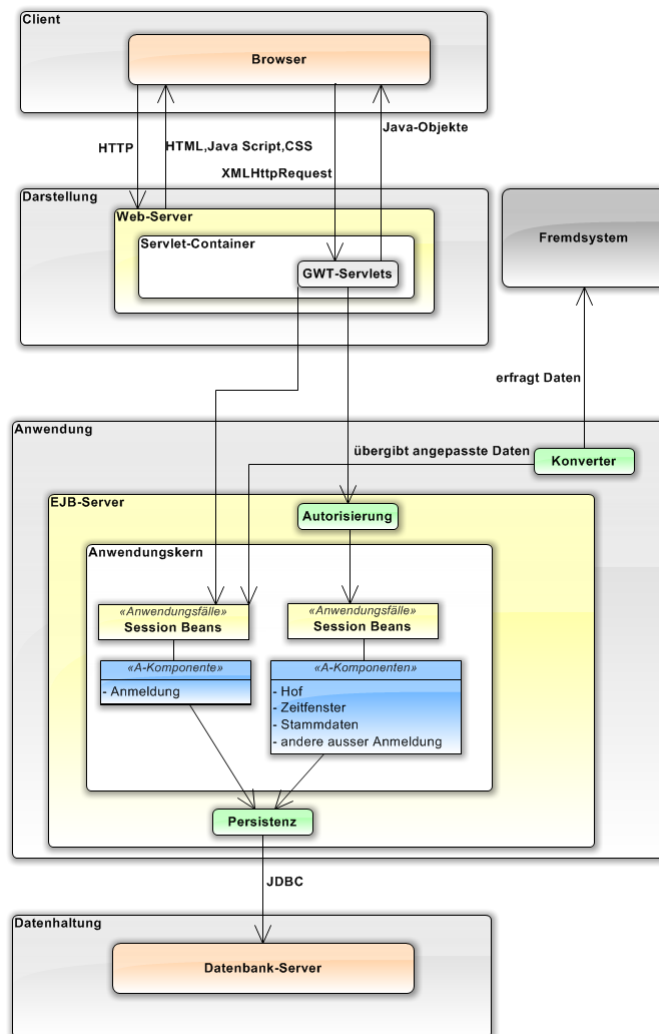 Client
Browser
HTTP
HTML,Java Script,CSS
Java-Objekte
XMLHttpRequest
Darstellung
Web-Server
Servlet-Container
GWT-Servlets
Fremdsystem
erfragt Daten
Anwendung
übergibt angepasste Daten
Konverter
EJB-Server
Autorisierung
Anwendungskern
«Anwendungsfälle»
Session Beans
«Anwendungsfälle»
Session Beans
«A-Komponente»
- Anmeldung
«A-Komponenten»
- Hof
- Zeitfenster
- Stammdaten
- andere ausser Anmeldung
Persistenz
JDBC
Datenhaltung
Datenbank-Server